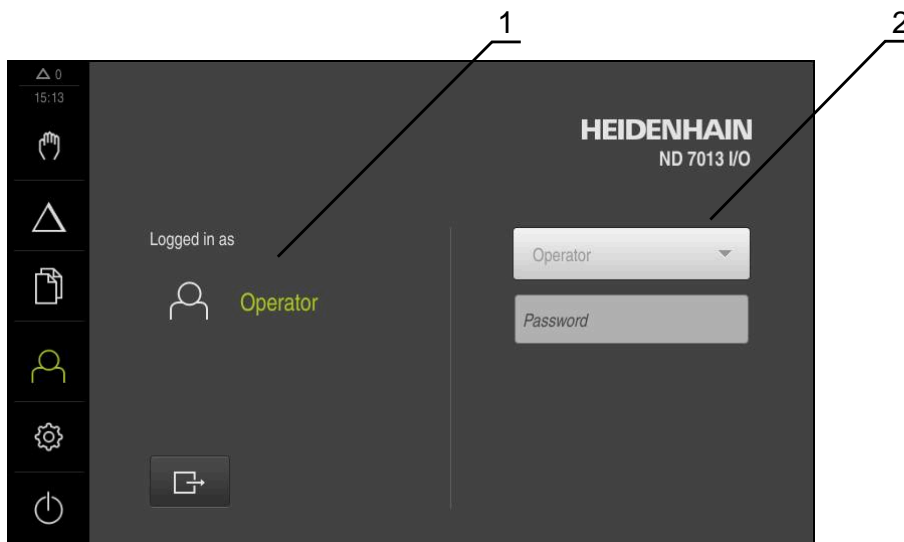 1
2
0
15:13
HEIDENHAIN
ND 7013 I/O
Logged in as
Operator
Operator
Password